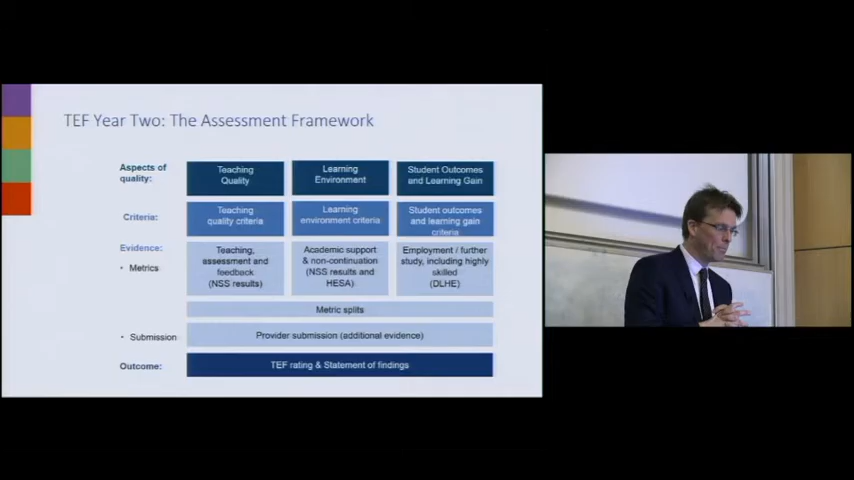 TEF Year Two: The Assessment Framework
Aspects of
quality:
Teaching
Quality
Learning
Environment
Student Outcomes
and Learning Gain
Criteria:
Teaching
quality criteria
Learning
environment criteria
Student outcomes
and learning gain
criteria
Evidence:
• Metrics
Teaching,
assessment and
feedback
(NSS results)
Academic support
& non-continuation
(NSS results and
HESA)
Employment / further
study, including highly
skilled
(DLHE)
Metric splits
• Submission
Provider submission (additional evidence)
Outcome:
TEF rating & Statement of findings